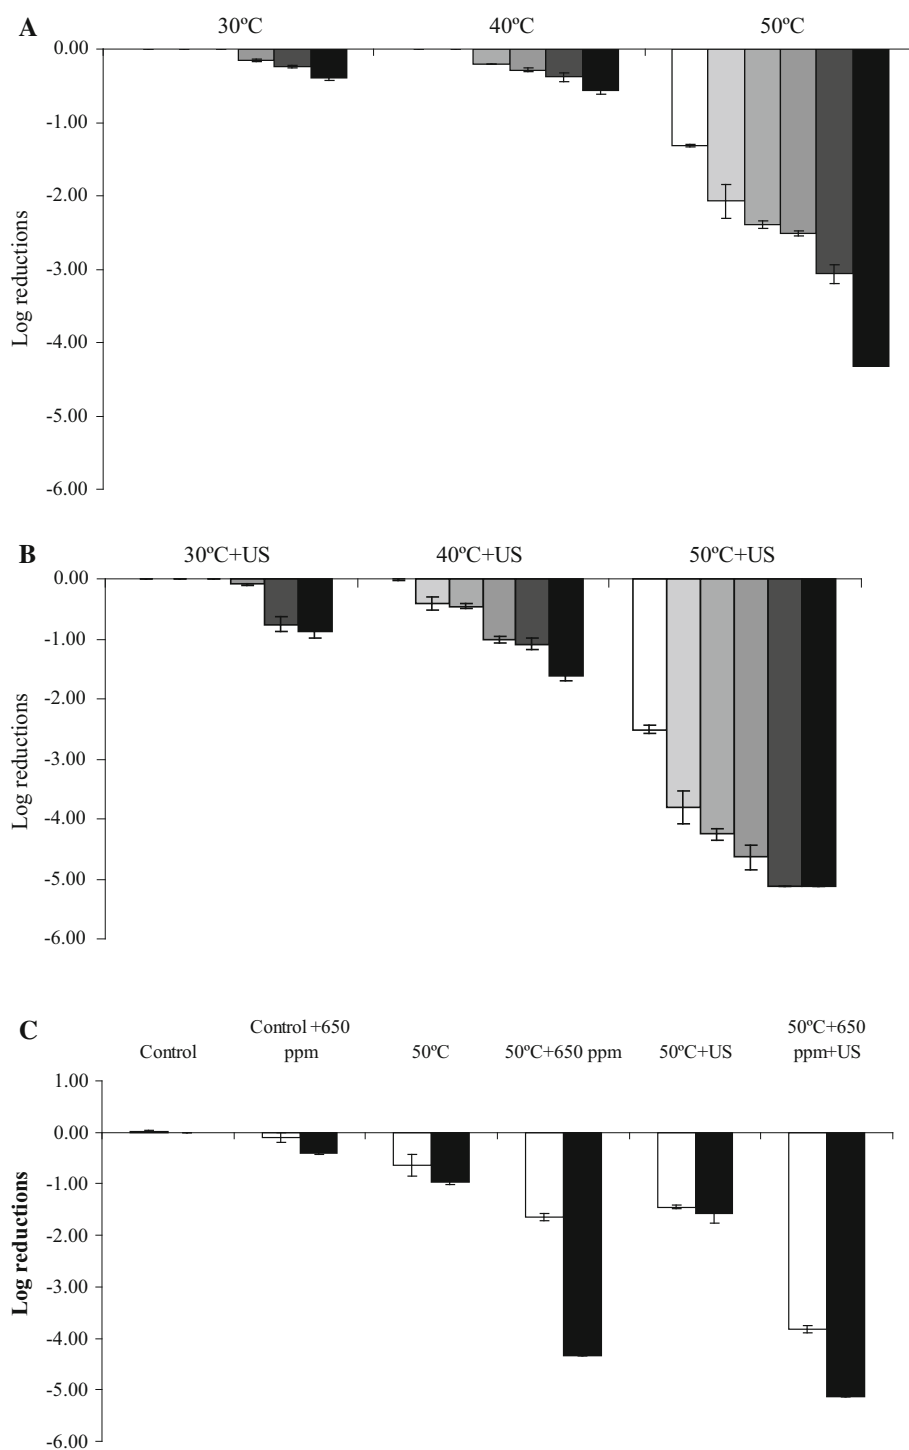 A
30ºC
40ºC
50ºC
0.00
-1.00
-2.00
-3.00
-4.00
-5.00
-6.00
Log reductions
B
30ºC+US
40ºC+US
50ºC+US
0.00
-1.00
-2.00
-3.00
-4.00
-5.00
-6.00
Log reductions
C
Control
Control +650
ppm
50ºC
50ºC+650 ppm
50ºC+US
50ºC+650
ppm+US
1.00
0.00
-1.00
-2.00
-3.00
-4.00
-5.00
-6.00
Log reductions